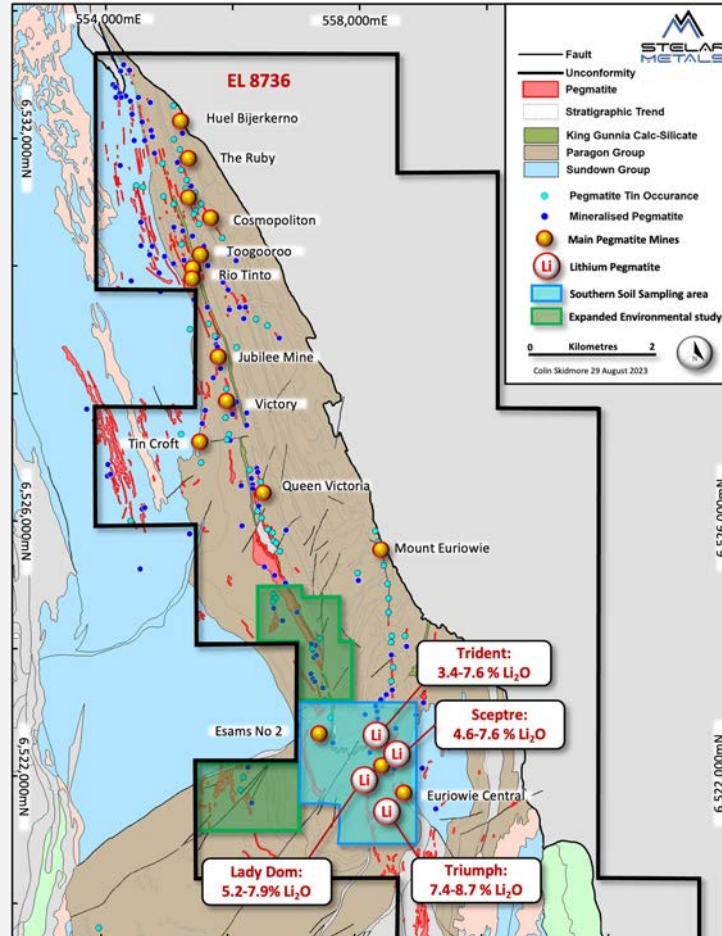 554,000mE
558,000mE
STELAR
METALS
Fault
Unconformity
Pegmatite
Stratigraphic Trend
King Gunnia Calc-Silicate
Paragon Group
Sundown Group
Pegmatite Tin Occurance
Mineralised Pegmatite
Main Pegmatite Mines
Li
Lithium Pegmatite
Southern Soil Sampling area
Expanded Environmental study
0 Kilometres 2
N
Colin Skidmore 29 August 2023
EL 8736
6,532,000mN
Huel Bijerkerno
The Ruby
Cosmopoliton
Toogooroo
Rio Tinto
Jubilee Mine
Victory
Tin Croft
Queen Victoria
6,526,000mN
6,526,000mN
Mount Euriowie
Trident:
3.4-7.6 % Li₂O
Sceptre:
4.6-7.6 % Li₂O
Esams No 2
Li
Li
Li
Li
6,522,000mN
6,522,000mN
Euriowie Central
Lady Dom:
5.2-7.9% Li₂O
Triumph:
7.4-8.7 % Li₂O